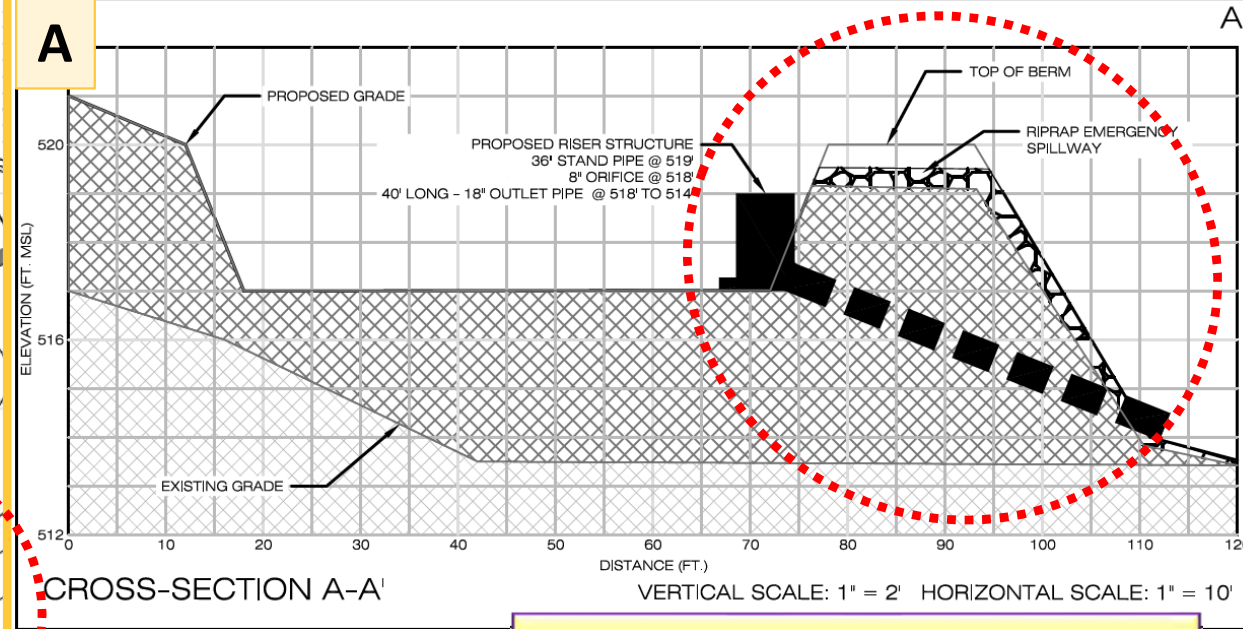 A
A
TOP OF BERM
PROPOSED GRADE
RIPRAP EMERGENCY
SPILLWAY
PROPOSED RISER STRUCTURE
36' STAND PIPE @ 519'
8" ORIFICE @ 518'
40' LONG - 18" OUTLET PIPE @ 518' TO 514'
520
516
512
ELEVATION (FT. MSL)
EXISTING GRADE
0 10 20 30 40 50 60 70 80 90 100 110 120
DISTANCE (FT.)
CROSS-SECTION A-A'
VERTICAL SCALE: 1" = 2' HORIZONTAL SCALE: 1" = 10'